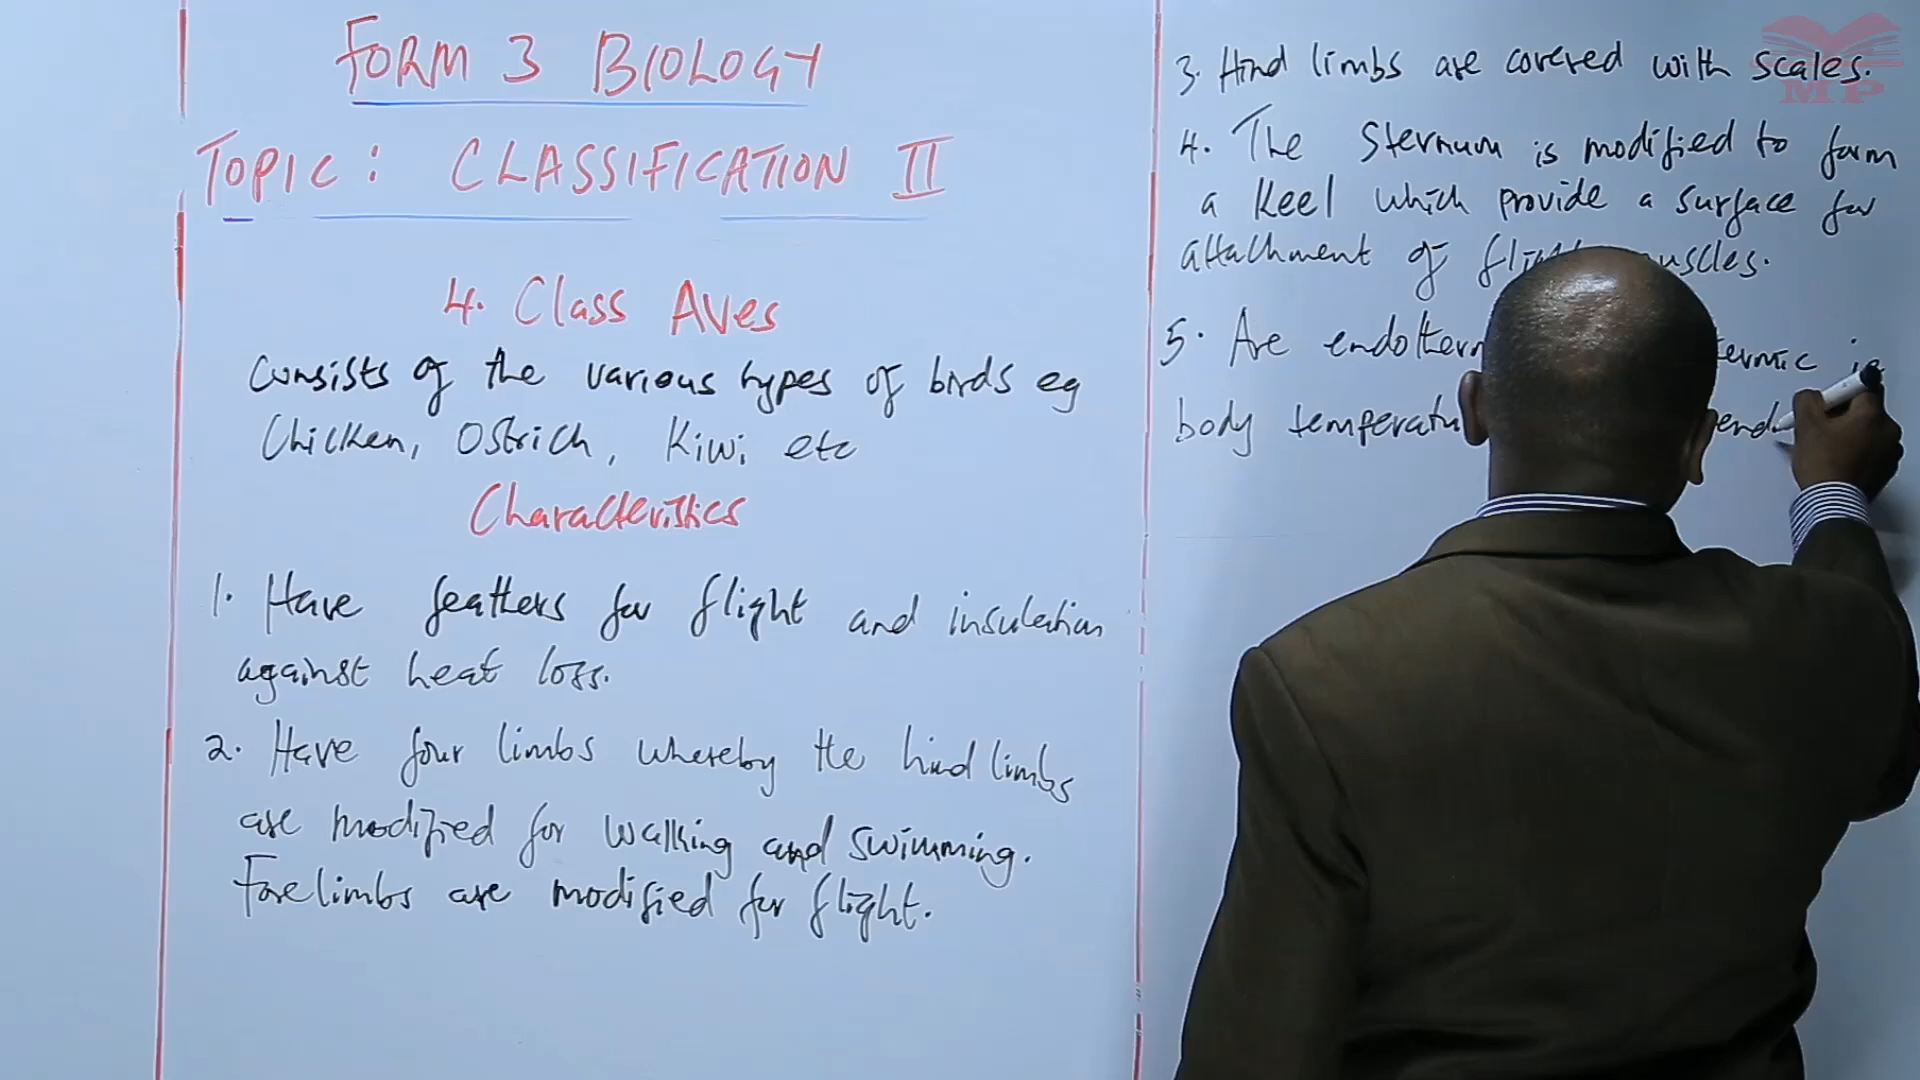 FORM 3 BIOLOGY
TOPIC: CLASSIFICATION II
4. Class Aves
Consists of the various types of birds eg
Chicken, Ostrich, Kiwi etc
Characteristics
1. Have feathers for flight and insulation
against heat loss.
2. Have four limbs whereby the hind limbs
are modified for walking and swimming.
Forelimbs are modified for flight.
3. Hind limbs are covered with scales.
4. The Sternum is modified to form
a Keel which provide a surface for
attachment of muscles.
5. Are
body
MP